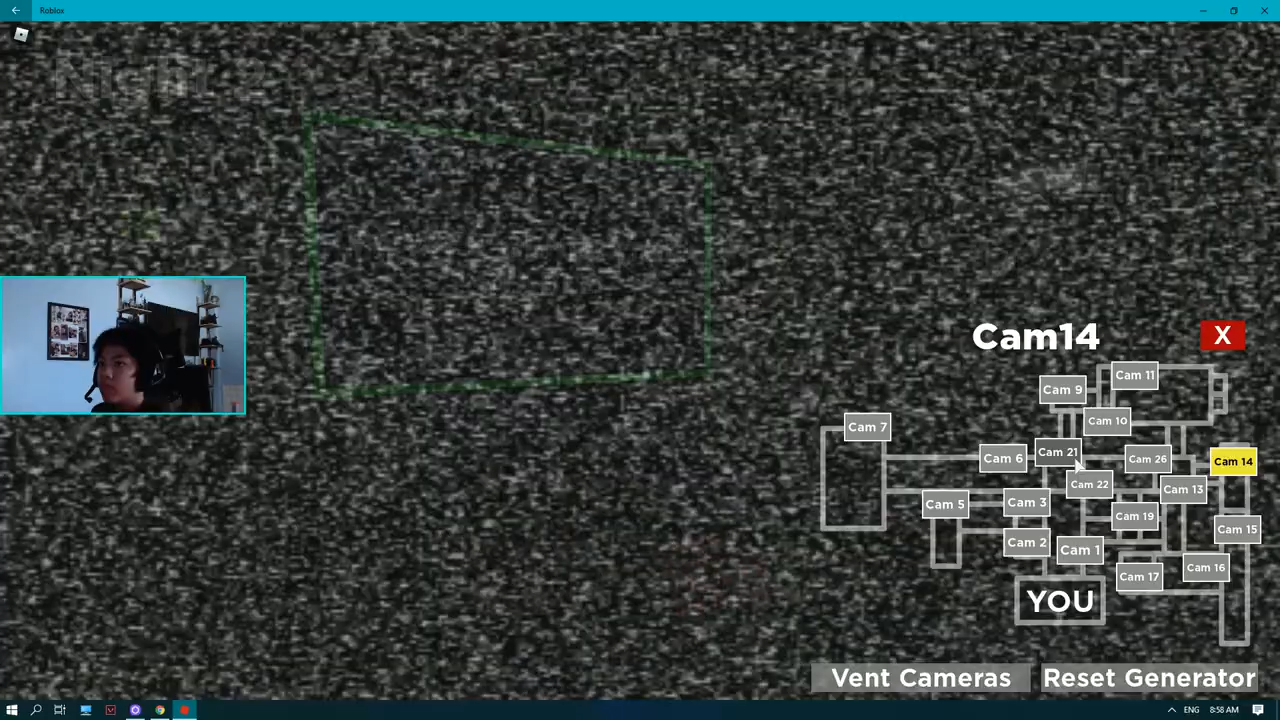 Roblox
Night 2
Cam14
X
Cam 11
Cam 9
Cam 10
Cam 7
Cam 21
Cam 6
Cam 26
Cam 14
Cam 22
Cam 13
Cam 5
Cam 3
Cam 19
Cam 15
Cam 2
Cam 1
Cam 16
Cam 17
YOU
Vent Cameras
Reset Generator
ENG
8:58 AM